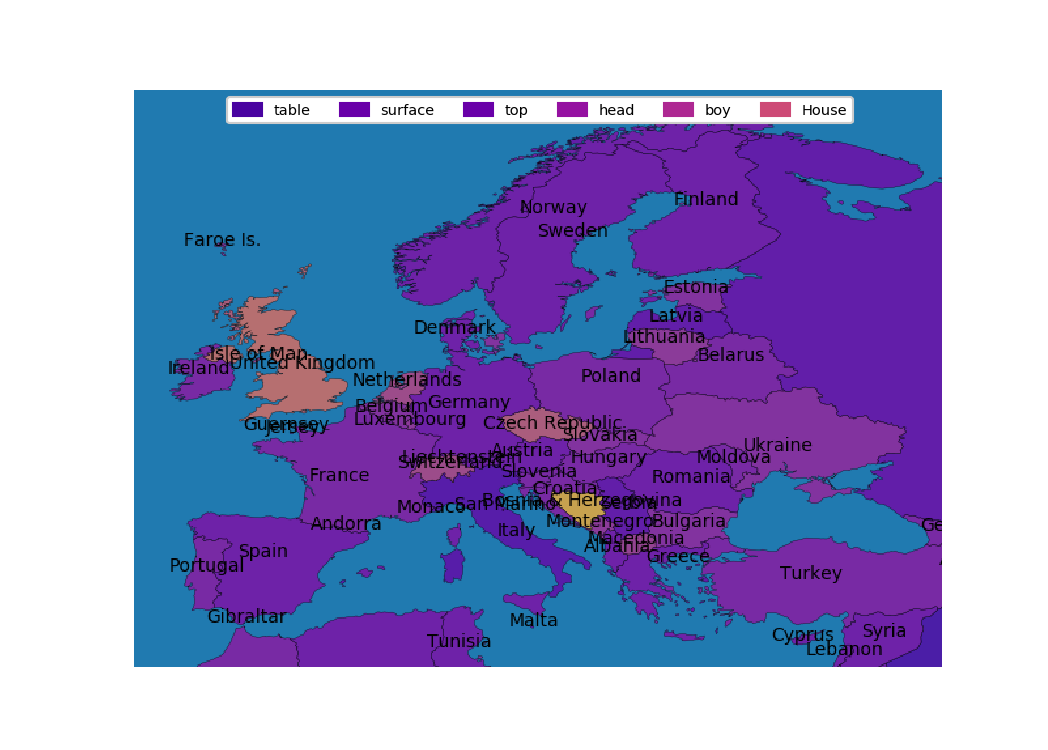 table surface top head boy House
Norway
Finland
Sweden
Faroe Is.
Estonia
Latvia
Denmark
Lithuania
Isle of Man
Belarus
United Kingdom
Ireland
Poland
Netherlands
Germany
Belgium
Luxembourg
Czech Republic
Guernsey
Jersey
Slovakia
Ukraine
Austria
Liechtenstein
Hungary
Moldova
Switzerland
Slovenia
France
Romania
Croatia
Bosnia & Herzegovina
Serbia
San Marino
Monaco
Montenegro
Bulgaria
Andorra
Ge
Italy
Macedonia
Albania
Spain
Greece
Portugal
Turkey
Gibraltar
Malta
Syria
Cyprus
Tunisia
Lebanon